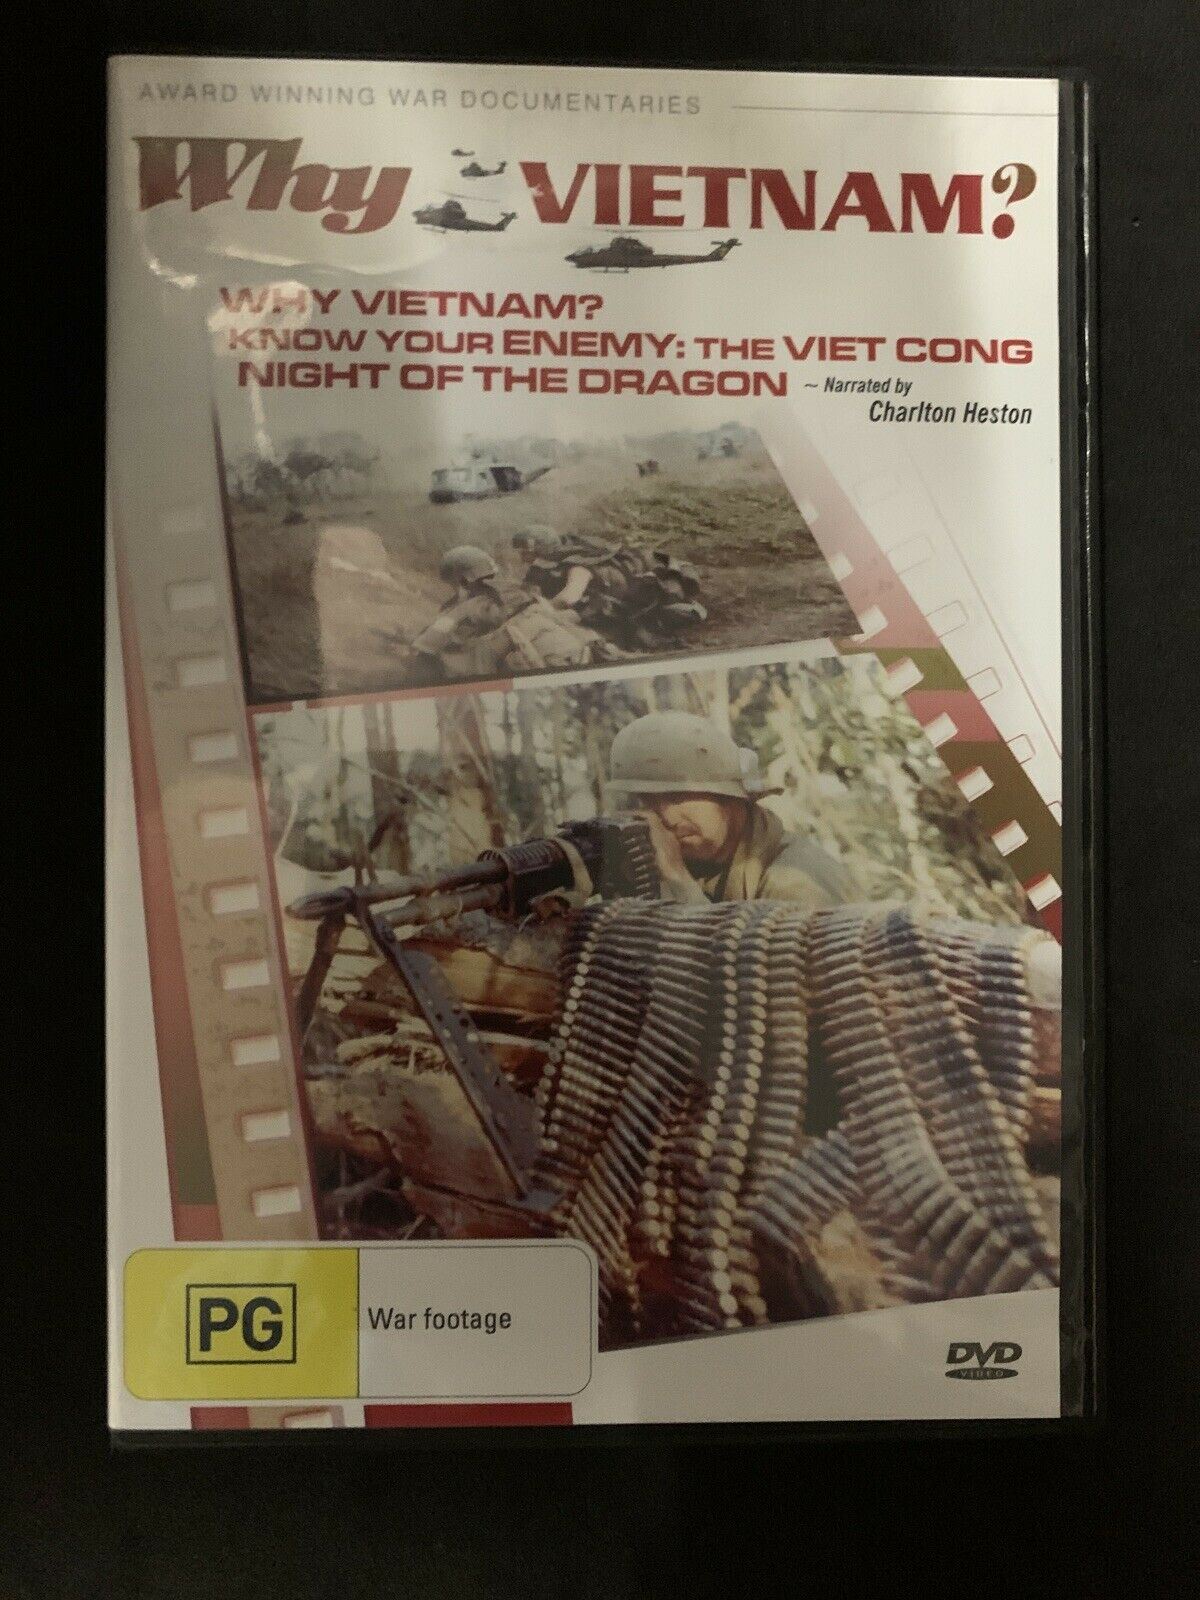 AWARD WINNING WAR DOCUMENTARIES
Why VIETNAM?
WHY VIETNAM?
KNOW YOUR ENEMY: THE VIET CONG
NIGHT OF THE DRAGON ~ Narrated by
Charlton Heston
PG War footage
DVD
VIDEO